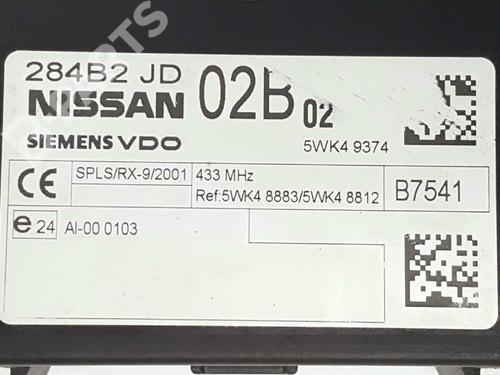 284B2 JD 02B 02
NISSAN
SIEMENS VDO 5WK4 9374
CE SPLS/RX-9/2001 433 MHz B7541
Ref:5WK4 8883/5WK4 8812
e 24 AI-00 0103